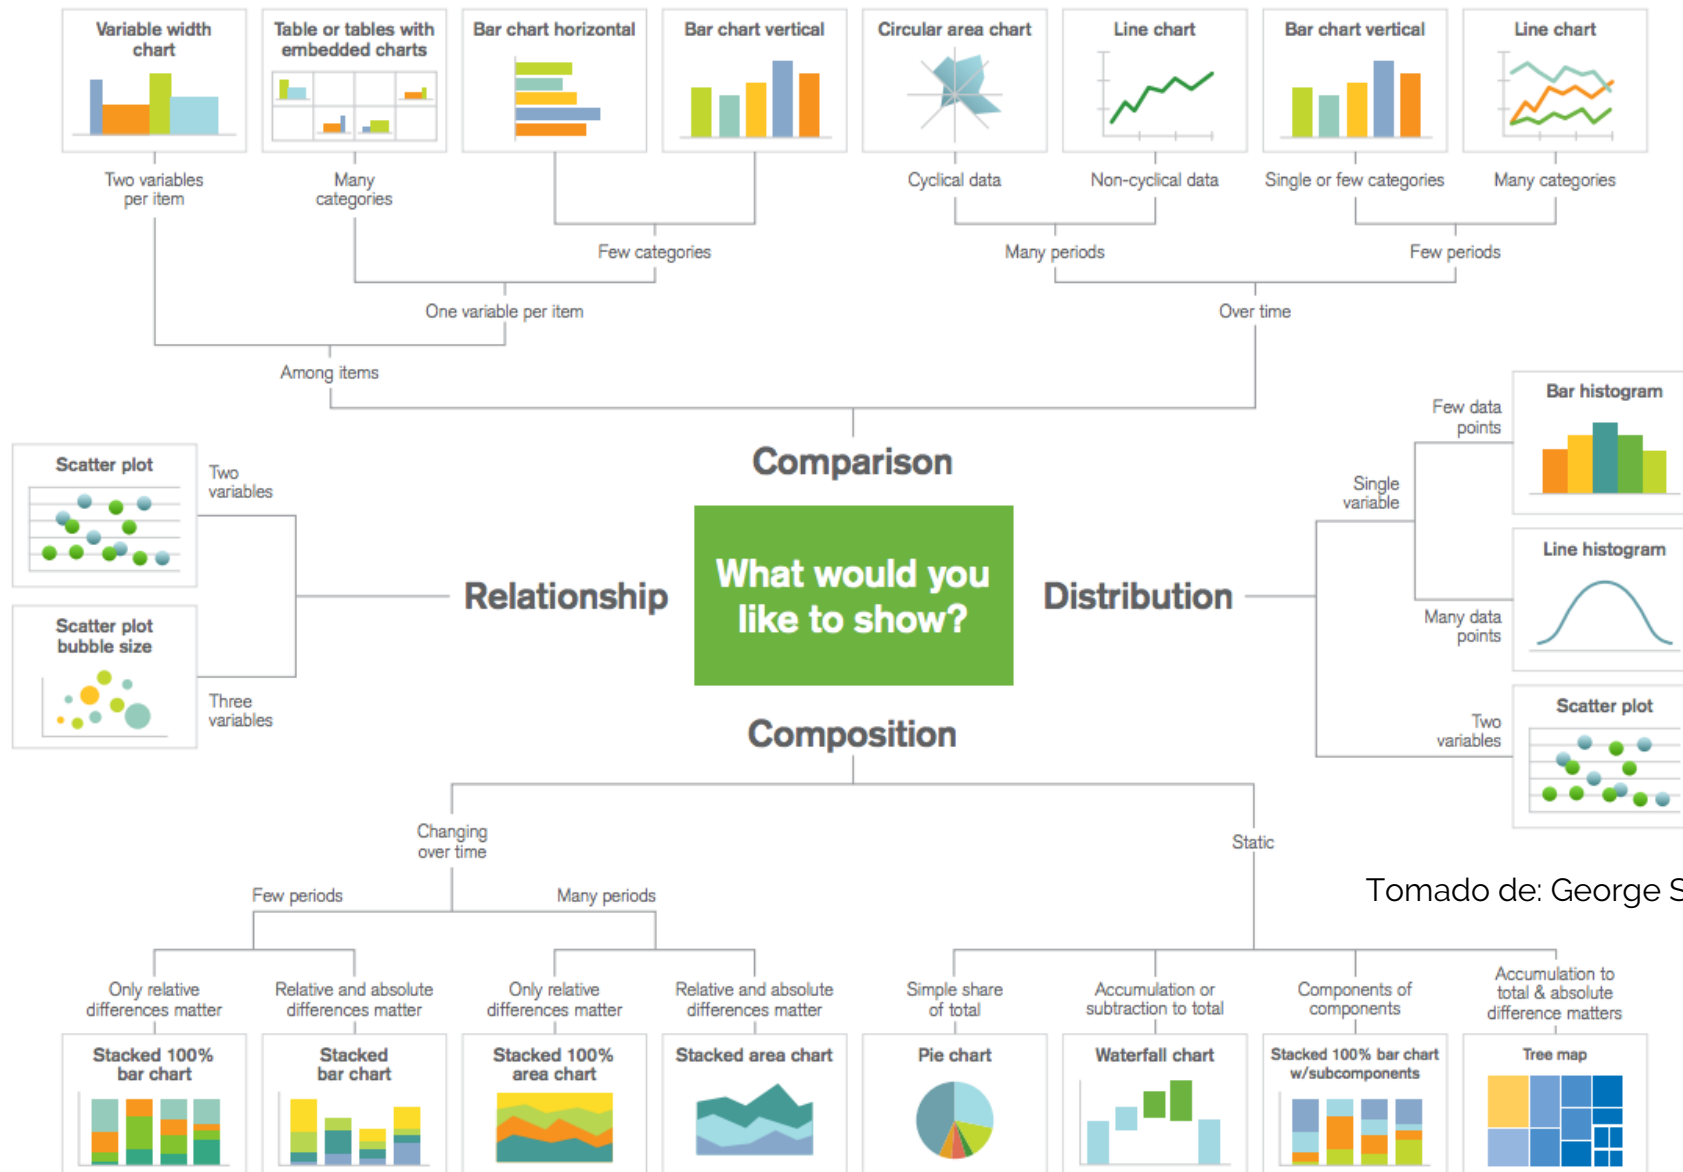 Variable width
chart
Table or tables with
embedded charts
Bar chart horizontal
Bar chart vertical
Circular area chart
Line chart
Bar chart vertical
Line chart
Two variables
per item
Many
categories
Cyclical data
Non-cyclical data
Single or few categories
Many categories
Few categories
Many periods
Few periods
One variable per item
Over time
Among items
Comparison
Scatter plot
Two
variables
Scatter plot
bubble size
Three
variables
Relationship
What would you
like to show?
Distribution
Single
variable
Few data
points
Bar histogram
Many data
points
Line histogram
Two
variables
Scatter plot
Composition
Changing
over time
Static
Tomado de: George S
Few periods
Many periods
Only relative
differences matter
Relative and absolute
differences matter
Only relative
differences matter
Relative and absolute
differences matter
Simple share
of total
Accumulation or
subtraction to total
Components of
components
Accumulation to
total & absolute
difference matters
Stacked 100%
bar chart
Stacked
bar chart
Stacked 100%
area chart
Stacked area chart
Pie chart
Waterfall chart
Stacked 100% bar chart
w/subcomponents
Tree map